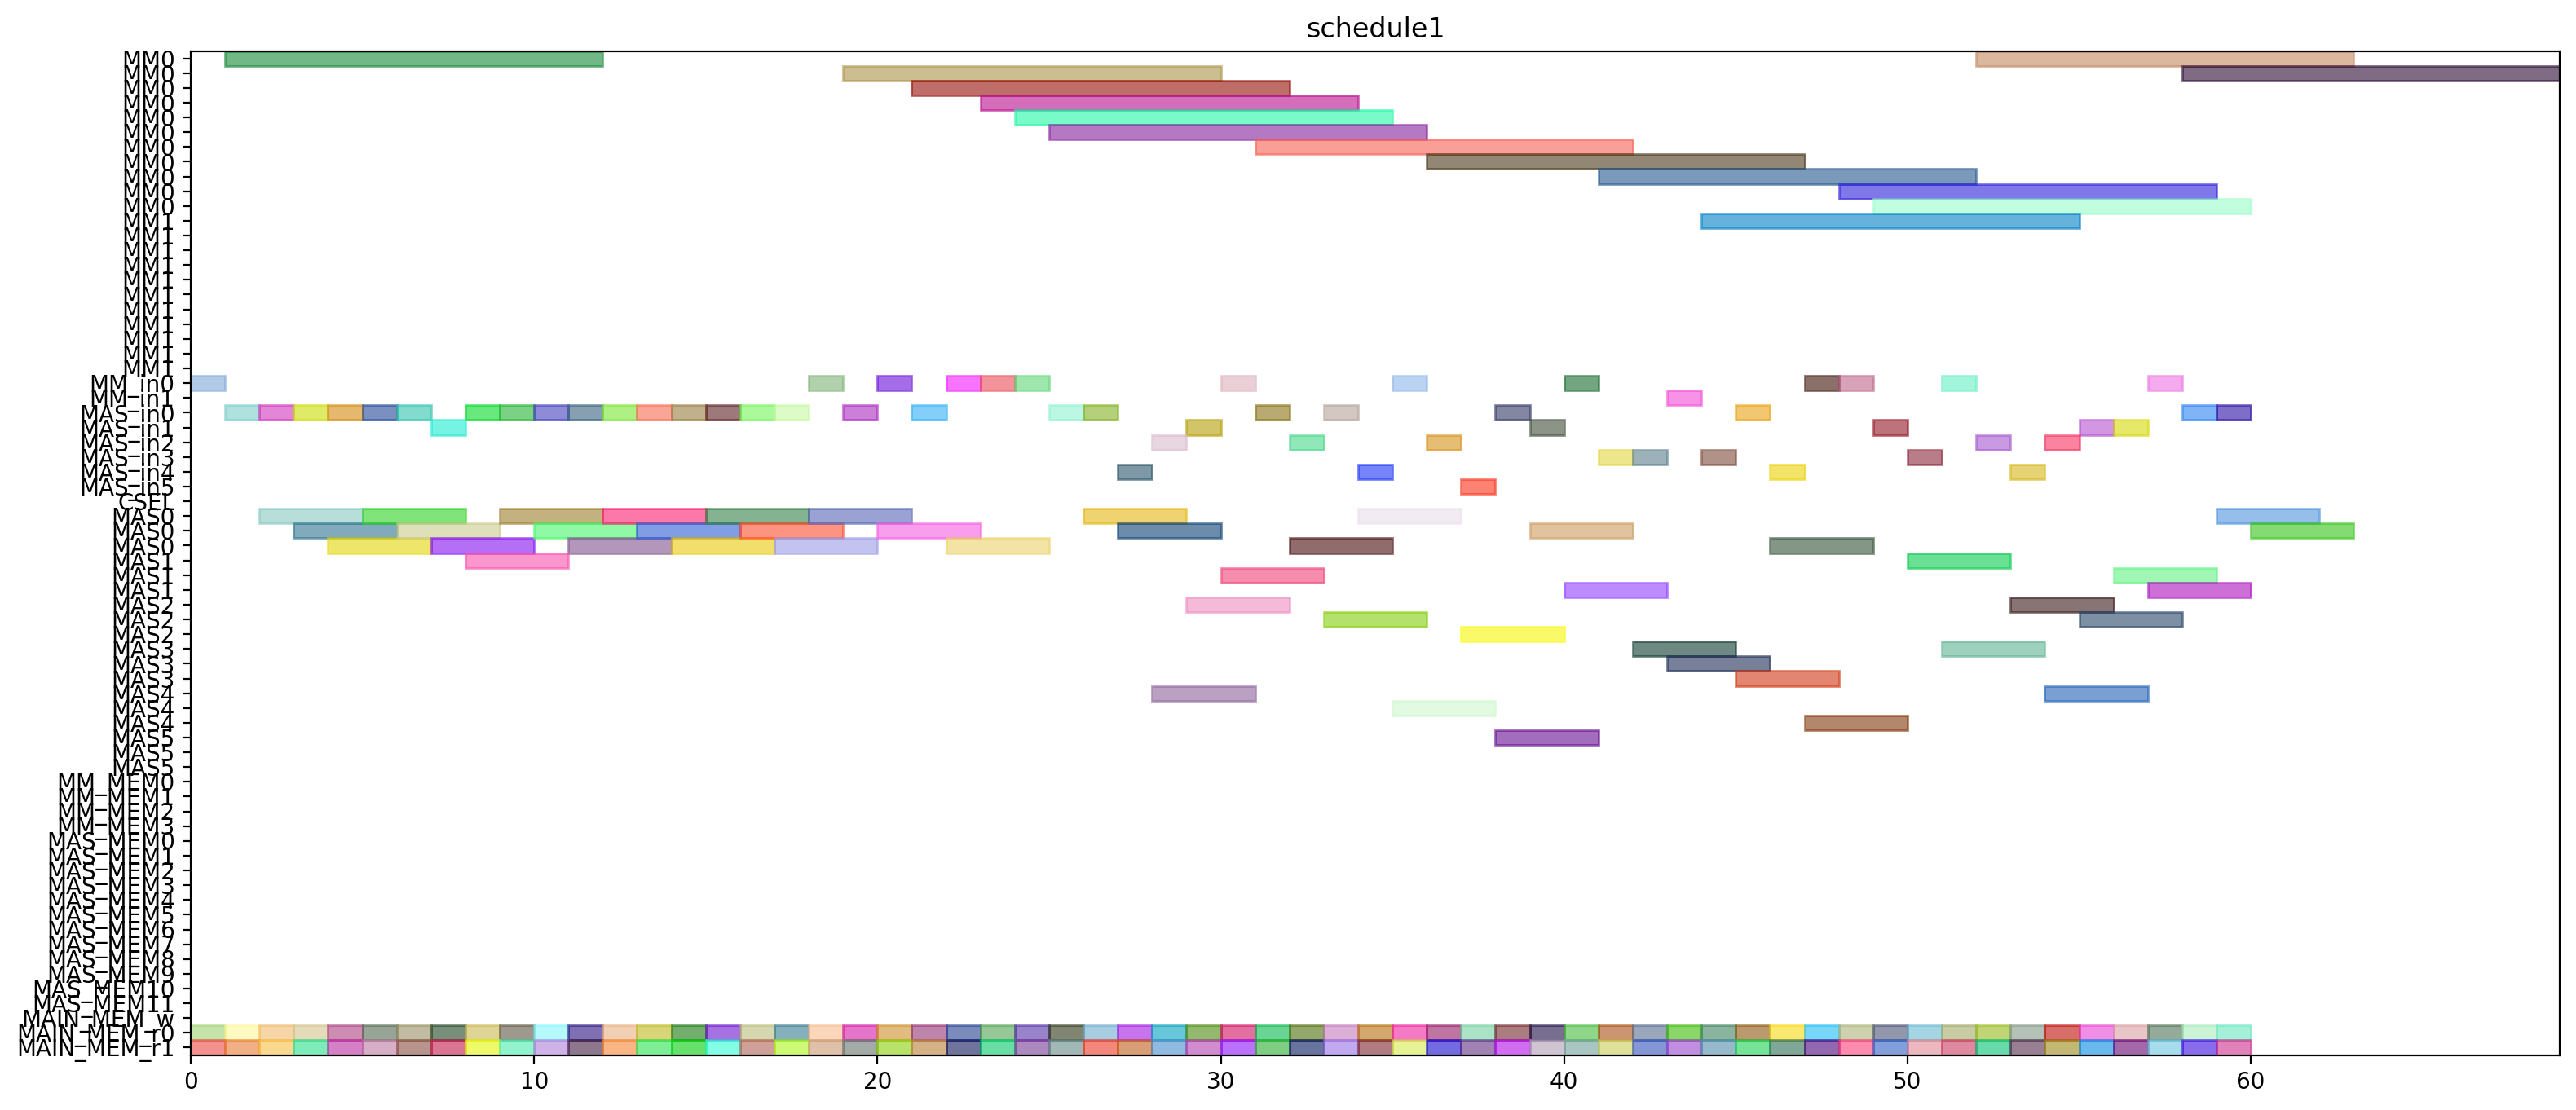 schedule1
MM0
MM0
MM0
MM0
MM0
MM0
MM0
MM0
MM0
MM0
MM0
MM1
MM1
MM1
MM1
MM1
MM1
MM1
MM1
MM1
MM1
MM1
MM_in0
MM_in1
MAS_in0
MAS_in1
MAS_in2
MAS_in3
MAS_in4
MAS_in5
CSEL
MAS0
MAS0
MAS0
MAS1
MAS1
MAS1
MAS2
MAS2
MAS2
MAS3
MAS3
MAS3
MAS4
MAS4
MAS4
MAS5
MAS5
MAS5
MM_MEM0
MM_MEM1
MM_MEM2
MM_MEM3
MAS_MEM0
MAS_MEM1
MAS_MEM2
MAS_MEM3
MAS_MEM4
MAS_MEM5
MAS_MEM6
MAS_MEM7
MAS_MEM8
MAS_MEM9
MAS_MEM10
MAS_MEM11
MAIN_MEM_w
MAIN_MEM_r0
MAIN_MEM_r1
0 10 20 30 40 50 60